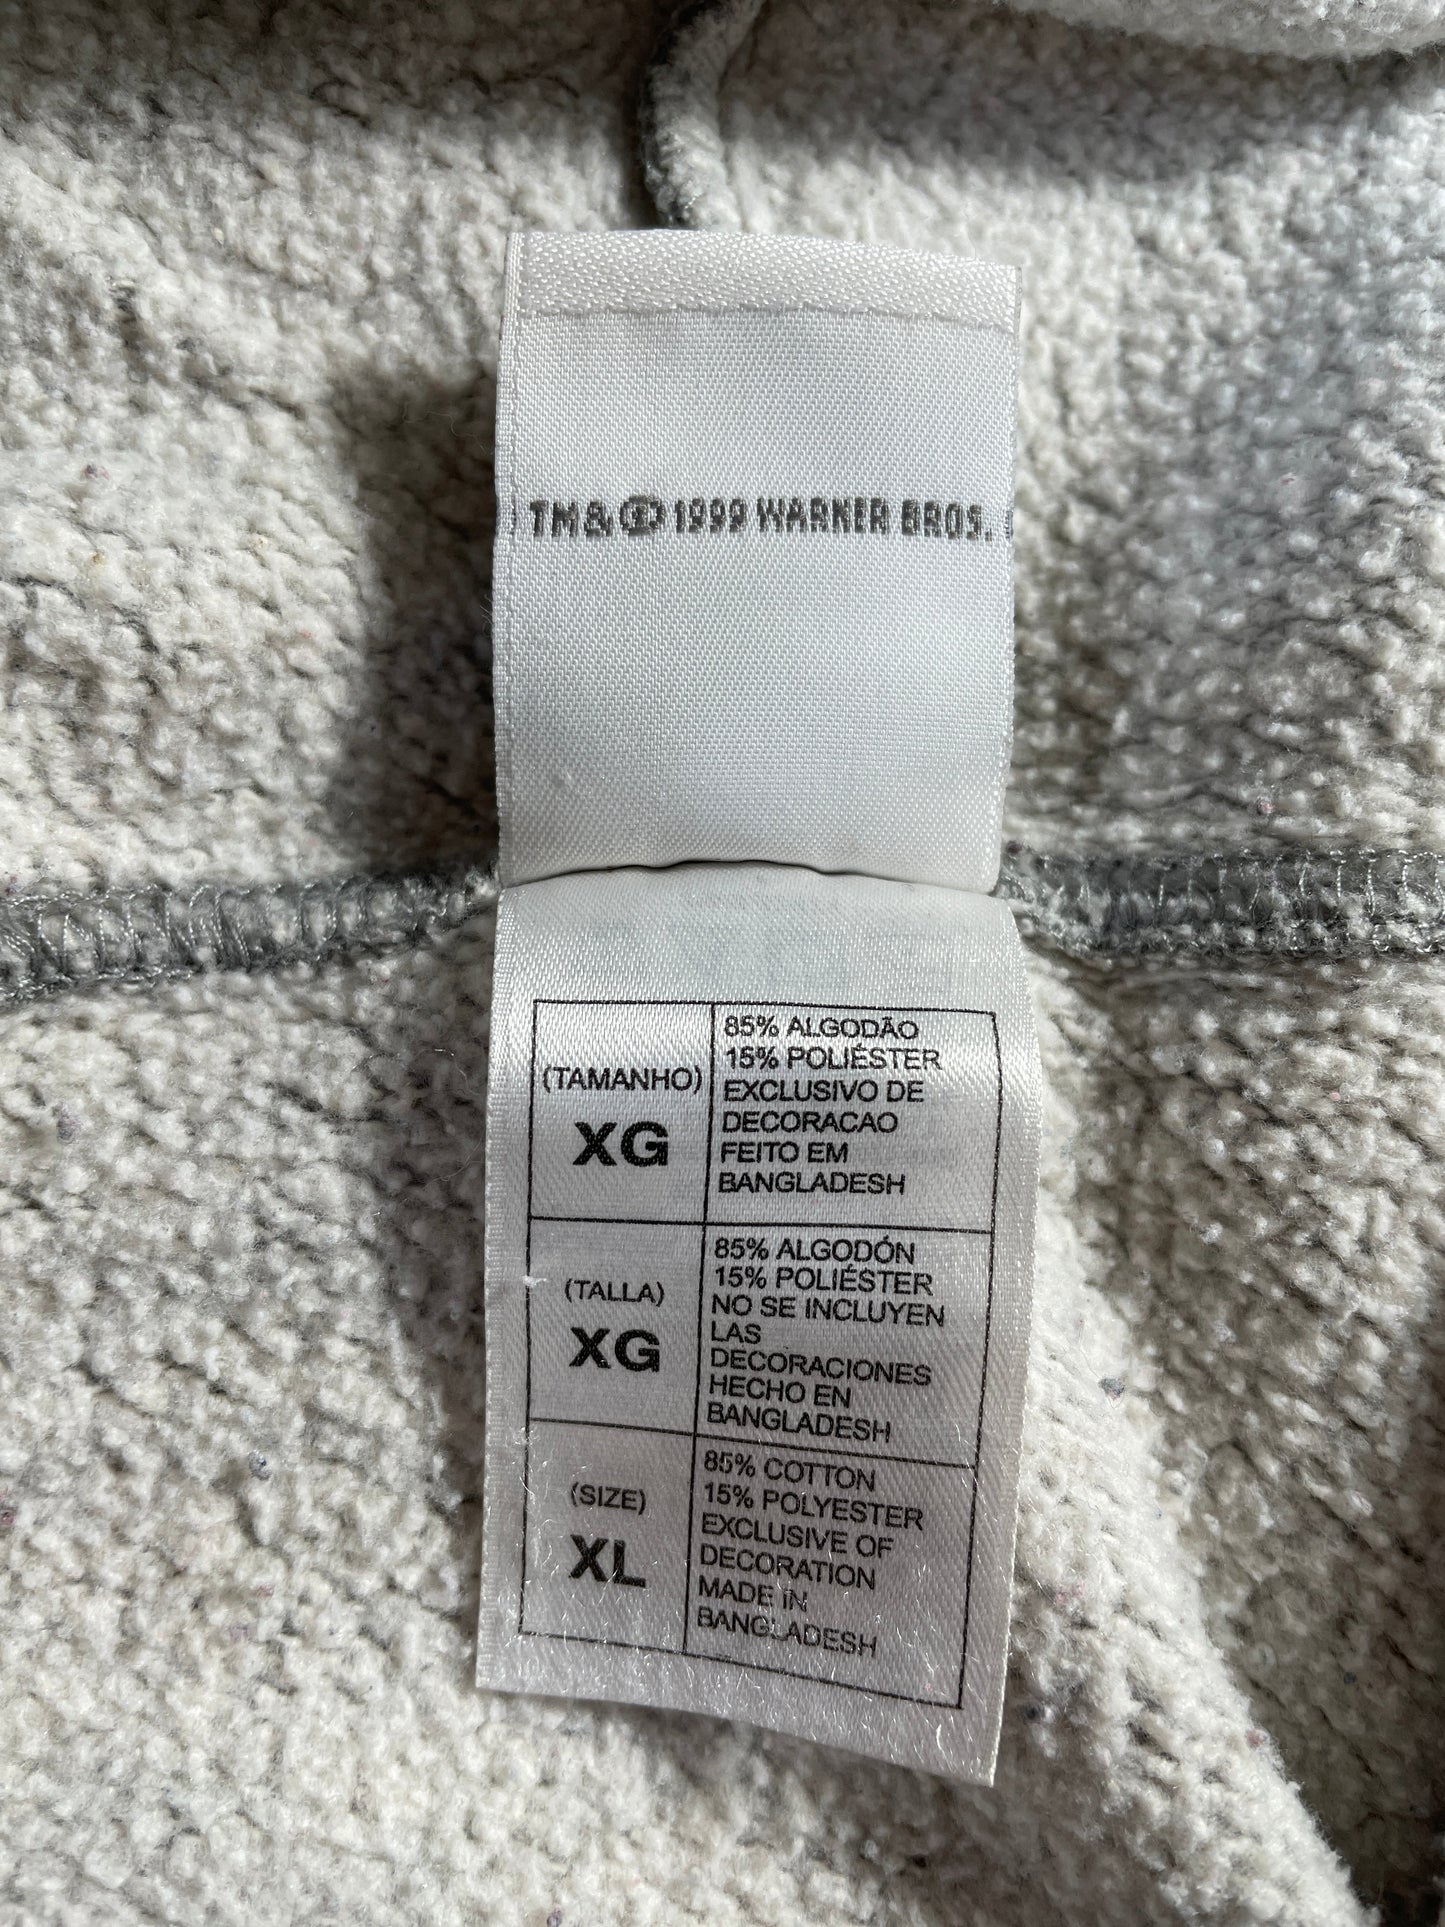 TM & © 1999 WARNER BROS.
(TAMANHO)
XG
85% ALGODÃO
15% POLIÉSTER
EXCLUSIVO DE
DECORACAO
FEITO EM
BANGLADESH
(TALLA)
XG
85% ALGODÓN
15% POLIÉSTER
NO SE INCLUYEN
LAS
DECORACIONES
HECHO EN
BANGLADESH
(SIZE)
XL
85% COTTON
15% POLYESTER
EXCLUSIVE OF
DECORATION
MADE IN
BANGLADESH